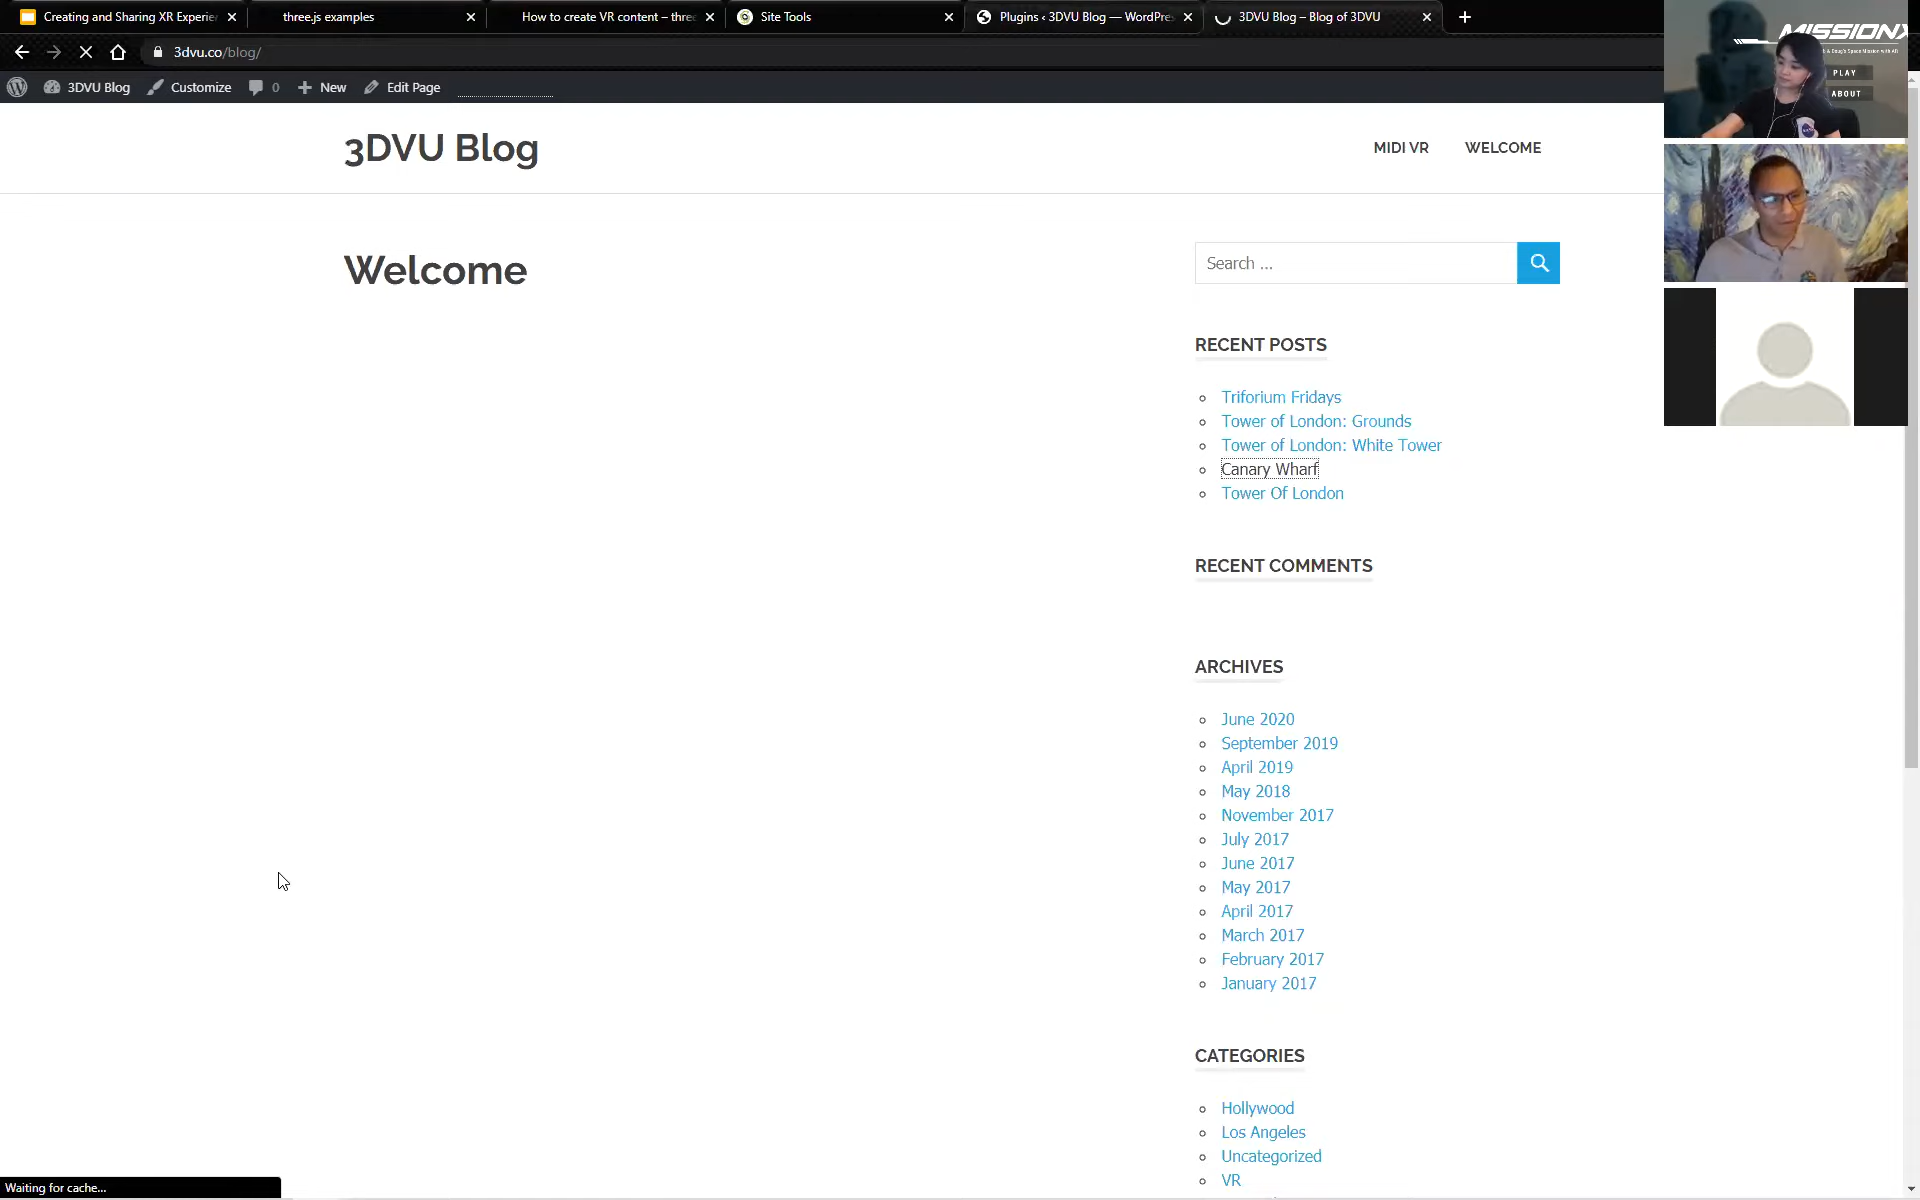 Creating and Sharing XR Experie
three.js examples
How to create VR content – thre
Site Tools
Plugins ‹ 3DVU Blog — WordPres
3DVU Blog – Blog of 3DVU
3dvu.co/blog/
3DVU Blog
Customize
0
New
Edit Page
MISSIONX
PLAY
ABOUT
3DVU Blog
MIDI VR
WELCOME
Welcome
Search ...
RECENT POSTS
Triforium Fridays
Tower of London: Grounds
Tower of London: White Tower
Canary Wharf
Tower Of London
RECENT COMMENTS
ARCHIVES
June 2020
September 2019
April 2019
May 2018
November 2017
July 2017
June 2017
May 2017
April 2017
March 2017
February 2017
January 2017
CATEGORIES
Hollywood
Los Angeles
Uncategorized
VR
Waiting for cache...